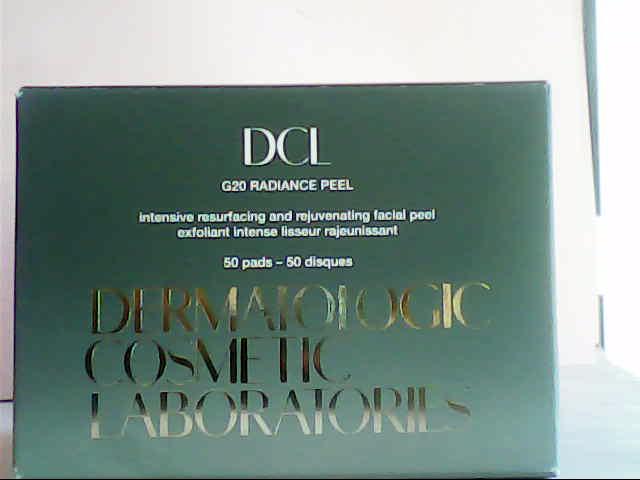 DCL
G20 RADIANCE PEEL
intensive resurfacing and rejuvenating facial peel
exfoliant intense lisseur rajeunissant
50 pads – 50 disques
DERMATOLOGIC
COSMETIC
LABORATORIES